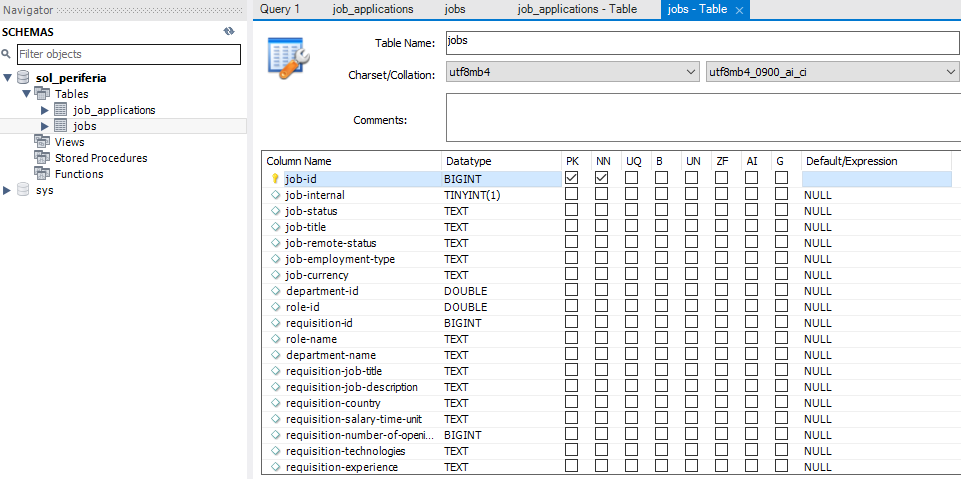 Navigator
SCHEMAS
Filter objects
sol_periferia
Tables
job_applications
jobs
Views
Stored Procedures
Functions
sys
Query 1 job_applications jobs job_applications - Table jobs - Table ×
Table Name: jobs
Charset/Collation: utf8mb4 utf8mb4_0900_ai_ci
Comments:
Column Name Datatype PK NN UQ B UN ZF AI G Default/Expression
job-id BIGINT
job-internal TINYINT(1) NULL
job-status TEXT NULL
job-title TEXT NULL
job-remote-status TEXT NULL
job-employment-type TEXT NULL
job-currency TEXT NULL
department-id DOUBLE NULL
role-id DOUBLE NULL
requisition-id BIGINT NULL
role-name TEXT NULL
department-name TEXT NULL
requisition-job-title TEXT NULL
requisition-job-description TEXT NULL
requisition-country TEXT NULL
requisition-salary-time-unit TEXT NULL
requisition-number-of-openi... BIGINT NULL
requisition-technologies TEXT NULL
requisition-experience TEXT NULL